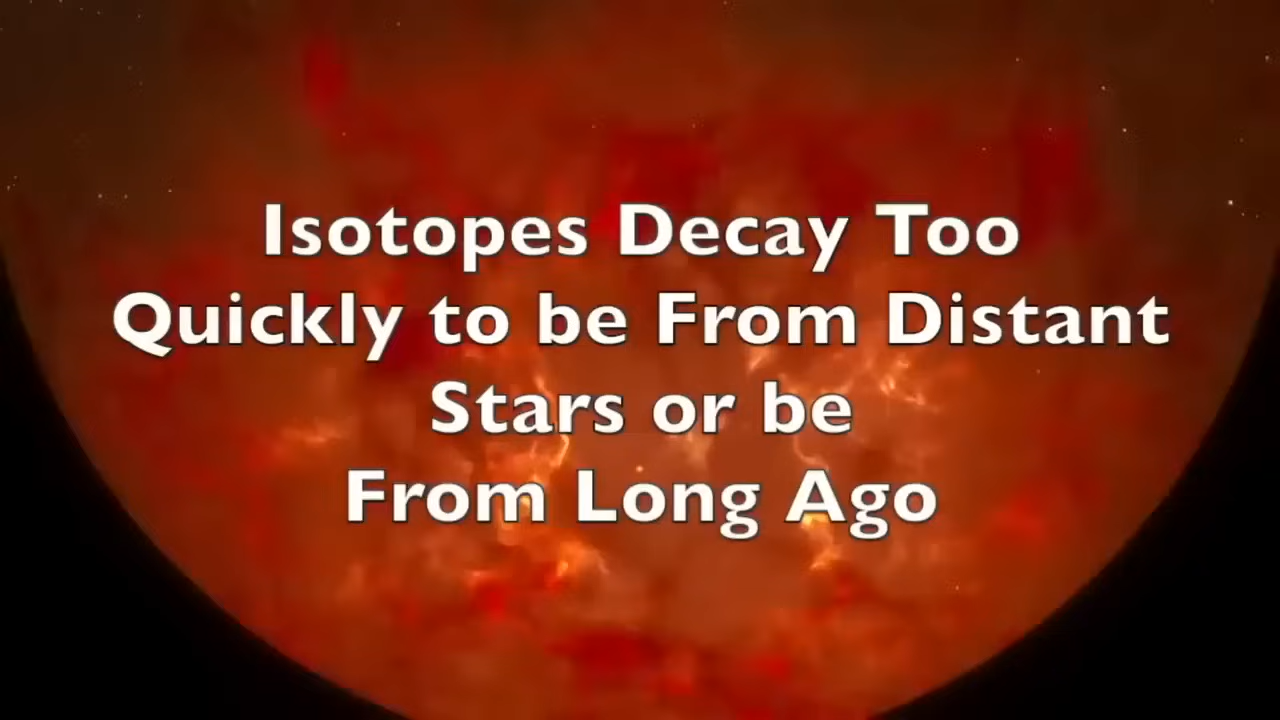 Isotopes Decay Too
Quickly to be From Distant
Stars or be
From Long Ago